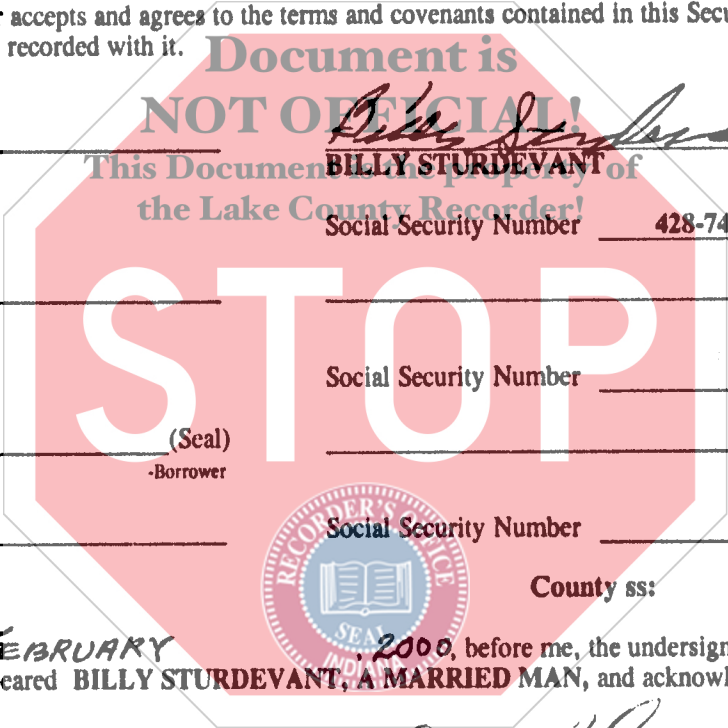 accepts and agrees to the terms and covenants contained in this Secu
recorded with it.
Document is
NOT OFFICIAL!
Billy Sturdevan
BILLY STURDEVANT
This Document is the property of
the Lake County Recorder!
Social Security Number 428-74
STOP
Social Security Number
(Seal)
-Borrower
Social Security Number
RECORDER'S OFFICE
SEAL
INDIANA
County ss:
EBRUARY , 2000, before me, the undersign
eared BILLY STURDEVANT, A MARRIED MAN, and acknowl